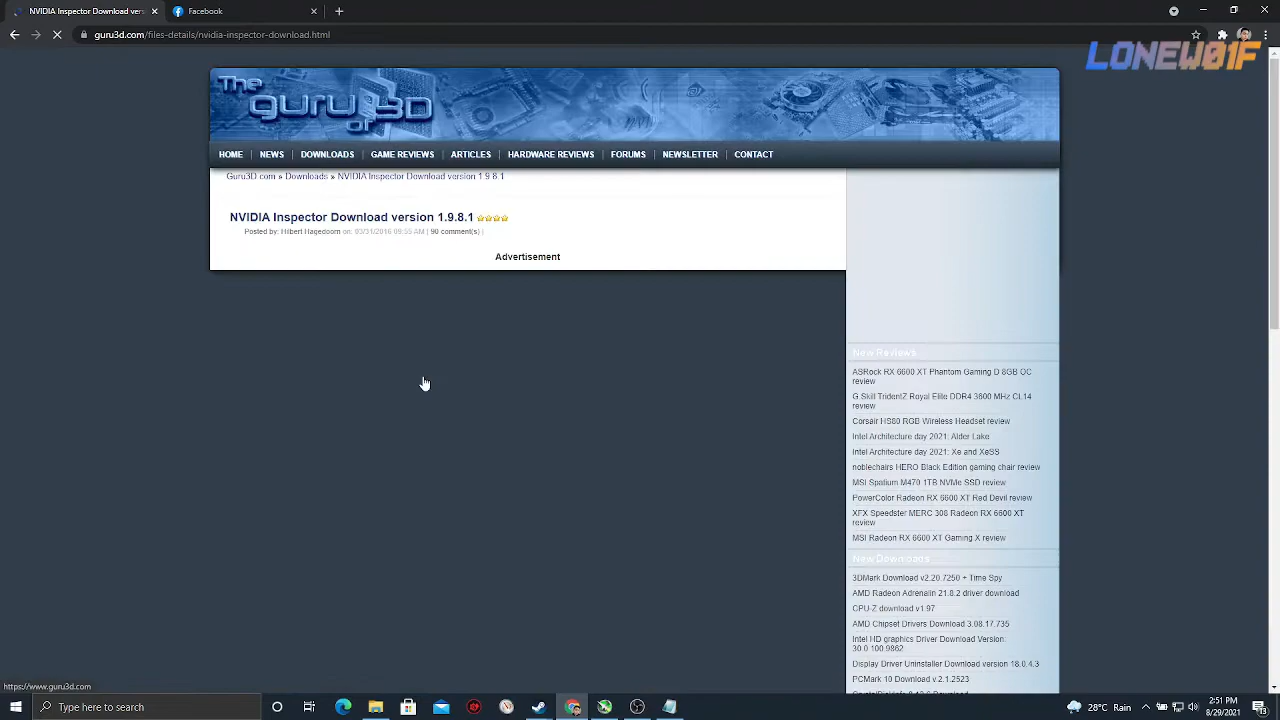 NVIDIA Inspector Download ver
Facebook
guru3d.com/files-details/nvidia-inspector-download.html
LONEW01F
The guru of 3D
HOME | NEWS | DOWNLOADS | GAME REVIEWS | ARTICLES | HARDWARE REVIEWS | FORUMS | NEWSLETTER | CONTACT
Guru3D.com » Downloads » NVIDIA Inspector Download version 1.9.8.1
NVIDIA Inspector Download version 1.9.8.1
Posted by: Hilbert Hagedoorn on: 03/31/2016 09:55 AM | 90 comment(s) |
Advertisement
New Reviews
ASRock RX 6600 XT Phantom Gaming D 8GB OC
review
G.Skill TridentZ Royal Elite DDR4 3600 MHz CL14
review
Corsair HS80 RGB Wireless Headset review
Intel Architecture day 2021: Alder Lake
Intel Architecture day 2021: Xe and XeSS
noblechairs HERO Black Edition gaming chair review
MSI Spatium M470 1TB NVMe SSD review
PowerColor Radeon RX 6600 XT Red Devil review
XFX Speedster MERC 308 Radeon RX 6600 XT
review
MSI Radeon RX 6600 XT Gaming X review
New Downloads
3DMark Download v2.20.7250 + Time Spy
AMD Radeon Adrenalin 21.8.2 driver download
CPU-Z download v1.97
AMD Chipset Drivers Download 3.08.17.735
Intel HD graphics Driver Download Version:
30.0.100.9862
Display Driver Uninstaller Download version 18.0.4.3
PCMark 10 Download v.2.1.2523
https://www.guru3d.com
Type here to search
28°C Rain
2:51 PM
8/29/2021